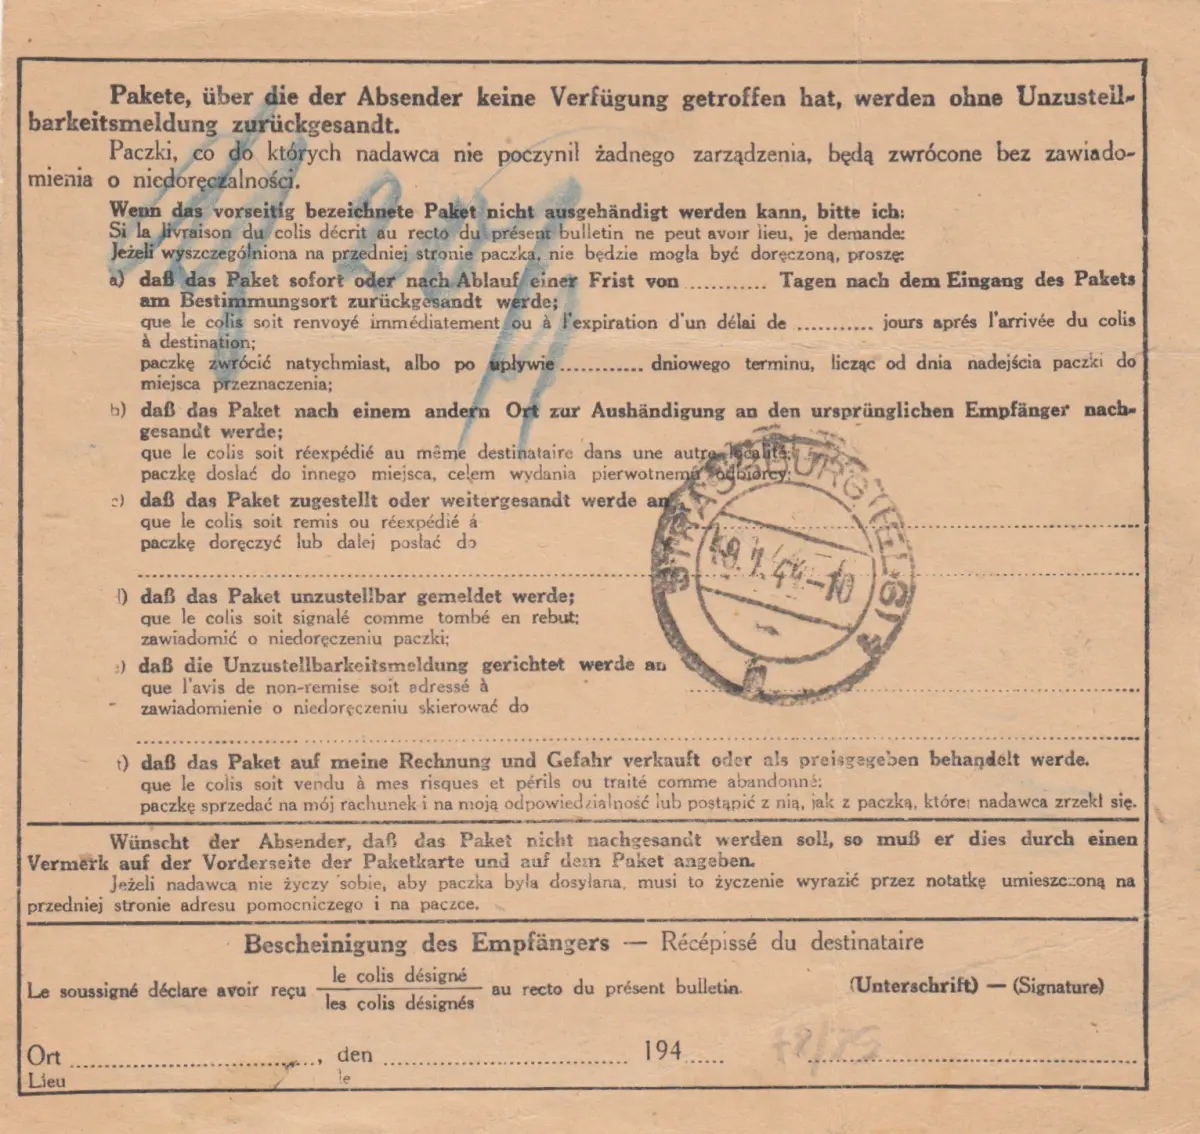 Pakete, über die der Absender keine Verfügung getroffen hat, werden ohne Unzustell-
barkeitsmeldung zurückgesandt.
Paczki, co do których nadawca nie poczynił żadnego zarządzenia, będą zwrócone bez zawiado-
mienia o niedoręczalności.
Wenn das vorseitig bezeichnete Paket nicht ausgehändigt werden kann, bitte ich:
Si la livraison du colis décrit au recto du présent bulletin ne peut avoir lieu, je demande:
Jeżeli wyszczególniona na przedniej stronie paczka, nie będzie mogła być doręczoną, proszę:
a) daß das Paket sofort oder nach Ablauf einer Frist von ........... Tagen nach dem Eingang des Pakets
am Bestimmungsort zurückgesandt werde;
que le colis soit renvoyé immédiatement ou à l'expiration d'un délai de ........... jours aprés l'arrivée du colis
à destination;
paczkę zwrócić natychmiast, albo po upływie ............ dniowego terminu, licząc od dnia nadejścia paczki do
miejsca przeznaczenia;
b) daß das Paket nach einem andern Ort zur Aushändigung an den ursprünglichen Empfänger nach-
gesandt werde;
que le colis soit réexpédié au même destinataire dans une autre localité;
paczkę dosłać do innego miejsca, celem wydania pierwotnemu odbiorcy;
c) daß das Paket zugestellt oder weitergesandt werde an
que le colis soit remis ou réexpédié á
paczkę doręczyć lub dalej posłać do
d) daß das Paket unzustellbar gemeldet werde;
que le colis soit signalé comme tombé en rebut;
zawiadomić o niedoręczeniu paczki;
e) daß die Unzustellbarkeitsmeldung gerichtet werde an
que l'avis de non-remise soit adressé à
zawiadomienie o niedoręczeniu skierować do
f) daß das Paket auf meine Rechnung und Gefahr verkauft oder als preisgegeben behandelt werde.
que le colis soit vendu à mes risques et périls ou traité comme abandonné;
paczkę sprzedać na mój rachunek i na moją odpowiedzialność lub postąpić z nią, jak z paczką, której nadawca zrzekł się.
Wünscht der Absender, daß das Paket nicht nachgesandt werden soll, so muß er dies durch einen
Vermerk auf der Vorderseite der Paketkarte und auf dem Paket angeben.
Jeżeli nadawca nie życzy sobie, aby paczka była dosyłana, musi to życzenie wyrazić przez notatkę umieszczoną na
przedniej stronie adresu pomocniczego i na paczce.
Bescheinigung des Empfängers — Récépissé du destinataire
Le soussigné déclare avoir reçu le colis désigné
les colis désignés au recto du présent bulletin. (Unterschrift) — (Signature)
Ort ..............................., den ............................... 194......
Lieu le
STRASSBURG (ELS) 1
19.1.44-10